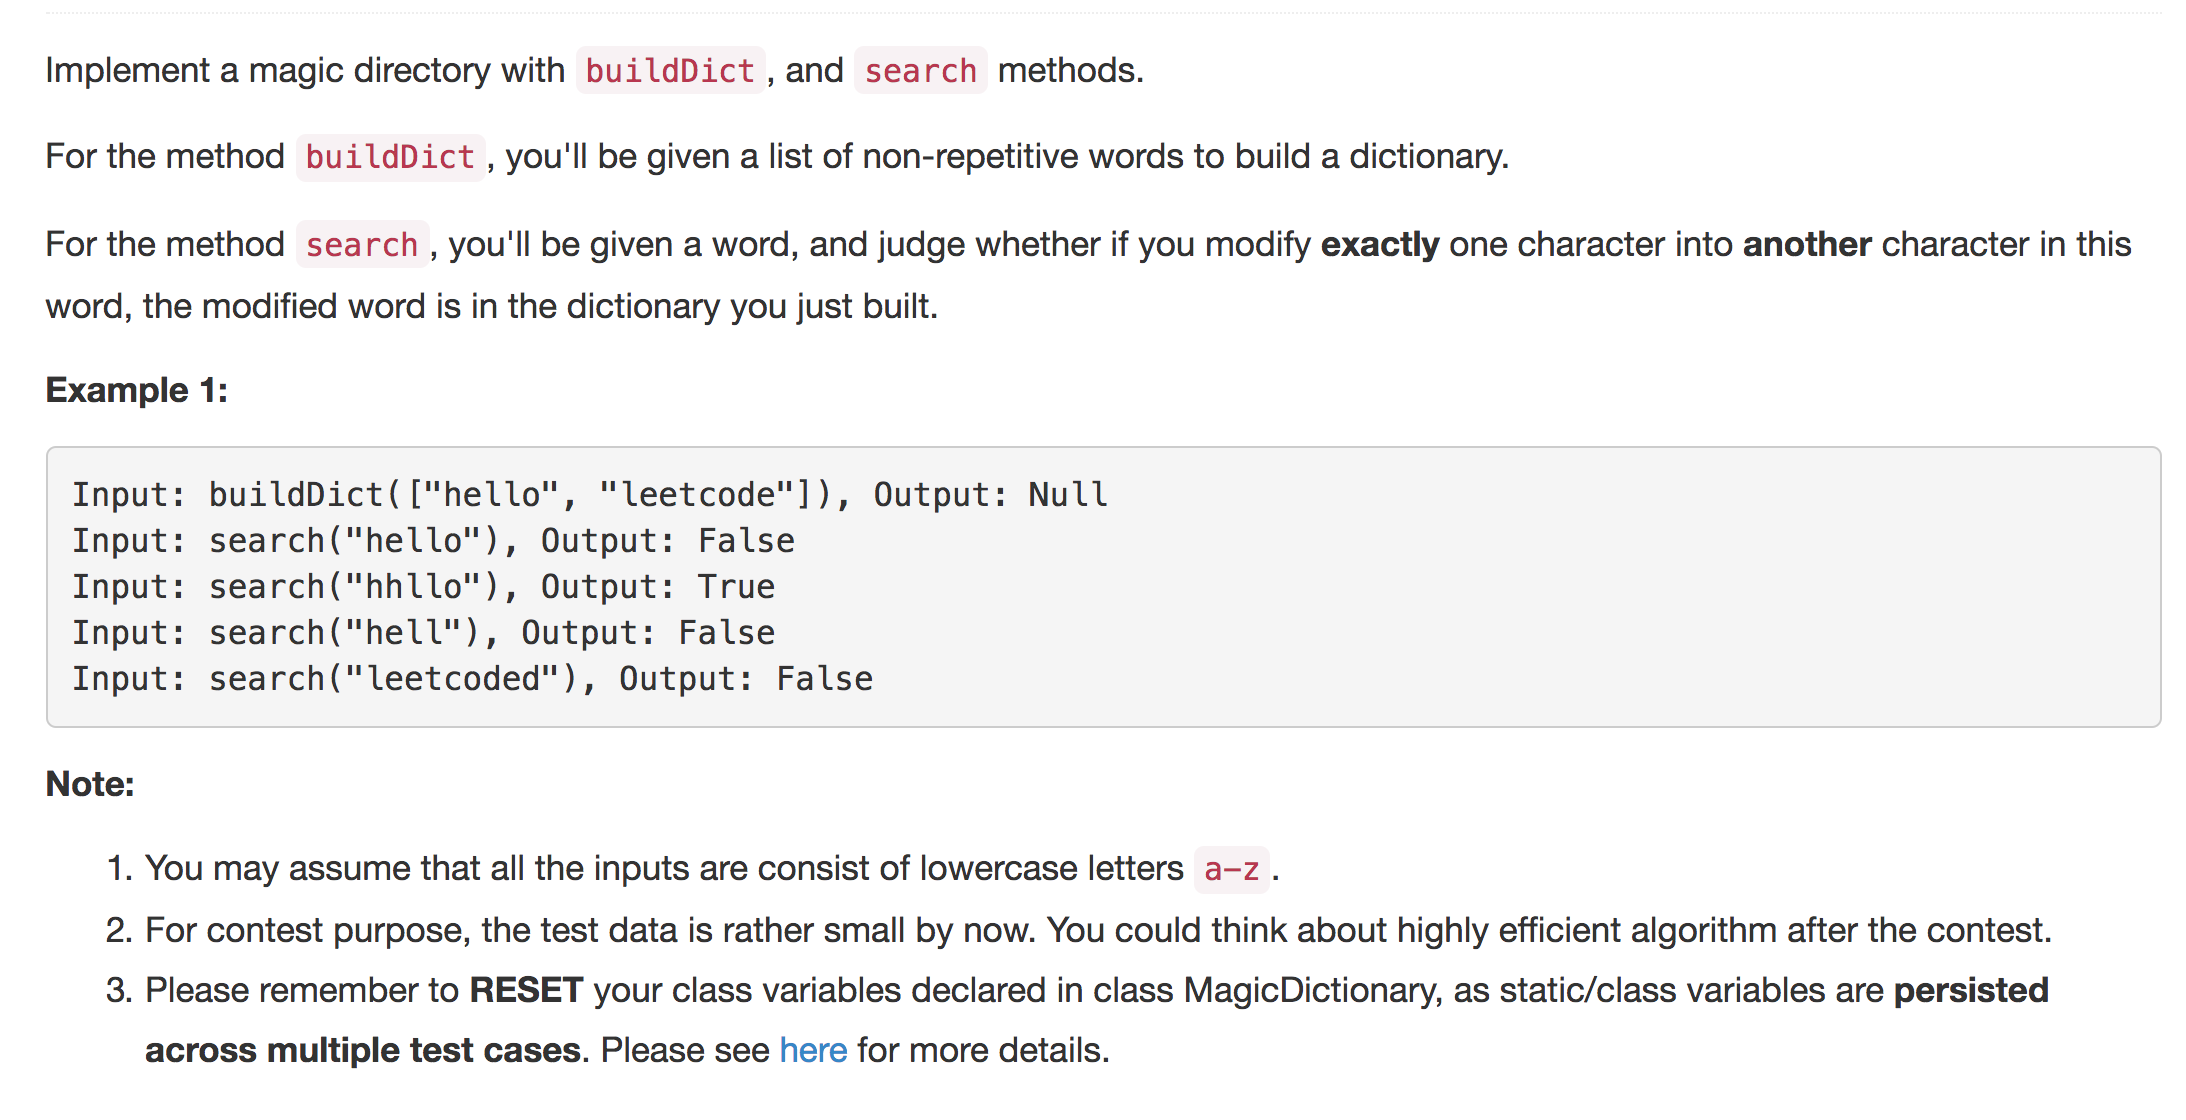 Implement a magic directory with buildDict, and search methods.
For the method buildDict, you'll be given a list of non-repetitive words to build a dictionary.
For the method search, you'll be given a word, and judge whether if you modify exactly one character into another character in this
word, the modified word is in the dictionary you just built.
Example 1:
Input: buildDict(["hello", "leetcode"]), Output: Null
Input: search("hello"), Output: False
Input: search("hhllo"), Output: True
Input: search("hell"), Output: False
Input: search("leetcoded"), Output: False
Note:
1. You may assume that all the inputs are consist of lowercase letters a-z.
2. For contest purpose, the test data is rather small by now. You could think about highly efficient algorithm after the contest.
3. Please remember to RESET your class variables declared in class MagicDictionary, as static/class variables are persisted
across multiple test cases. Please see here for more details.